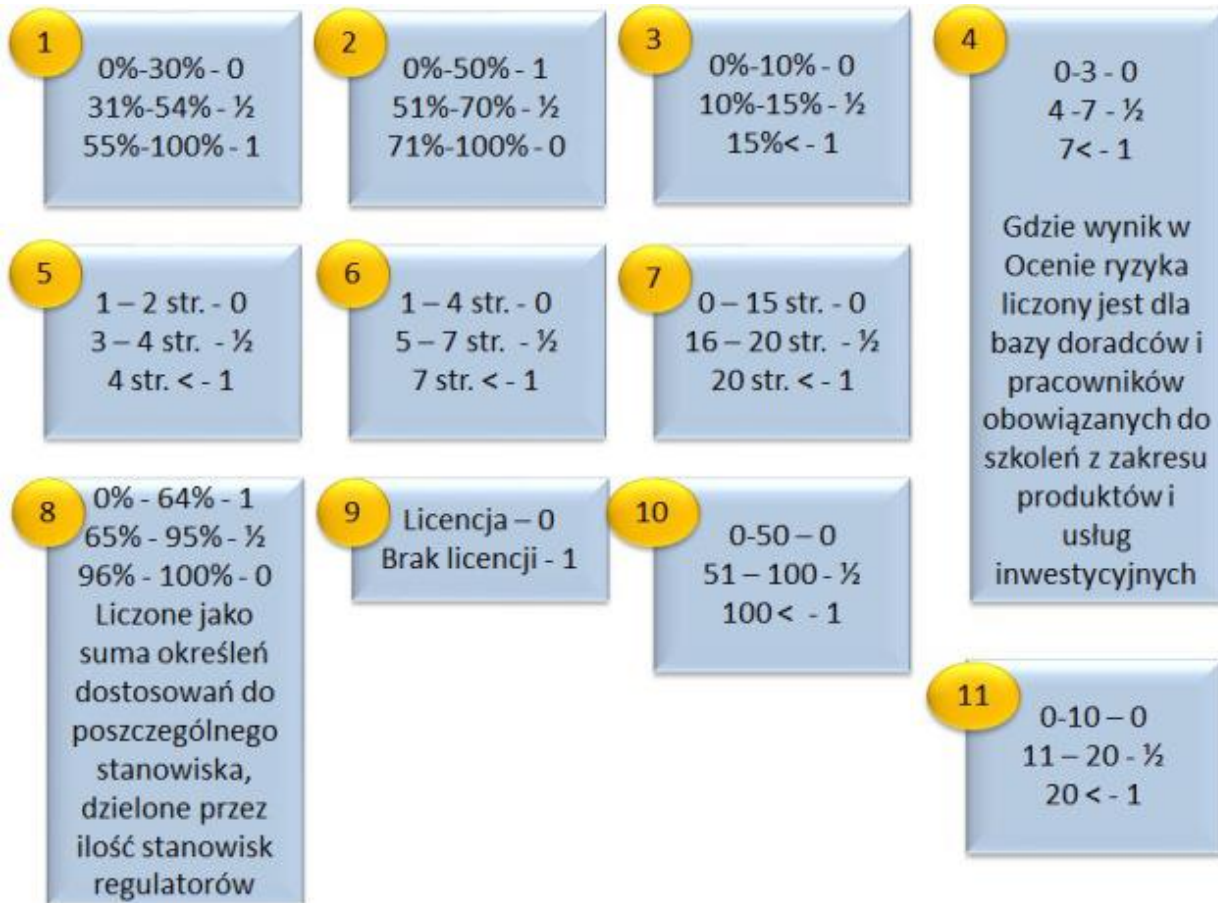 1
0%-30% - 0
31%-54% - ½
55%-100% - 1
2
0%-50% - 1
51%-70% - ½
71%-100% - 0
3
0%-10% - 0
10%-15% - ½
15%< - 1
4
0-3 - 0
4 -7 - ½
7< - 1
Gdzie wynik w
Ocenie ryzyka
liczony jest dla
bazy doradców i
pracowników
obowiązanych do
szkoleń z zakresu
produktów i
usług
inwestycyjnych
5
1 – 2 str. - 0
3 – 4 str. - ½
4 str. < - 1
6
1 – 4 str. - 0
5 – 7 str. - ½
7 str. < - 1
7
0 – 15 str. - 0
16 – 20 str. - ½
20 str. < - 1
8
0% - 64% - 1
65% - 95% - ½
96% - 100% - 0
Liczone jako
suma określeń
dostosowań do
poszczególnego
stanowiska,
dzielone przez
ilość stanowisk
regulatorów
9
Licencja – 0
Brak licencji - 1
10
0-50 – 0
51 – 100 - ½
100 < - 1
11
0-10 – 0
11 – 20 - ½
20 < - 1